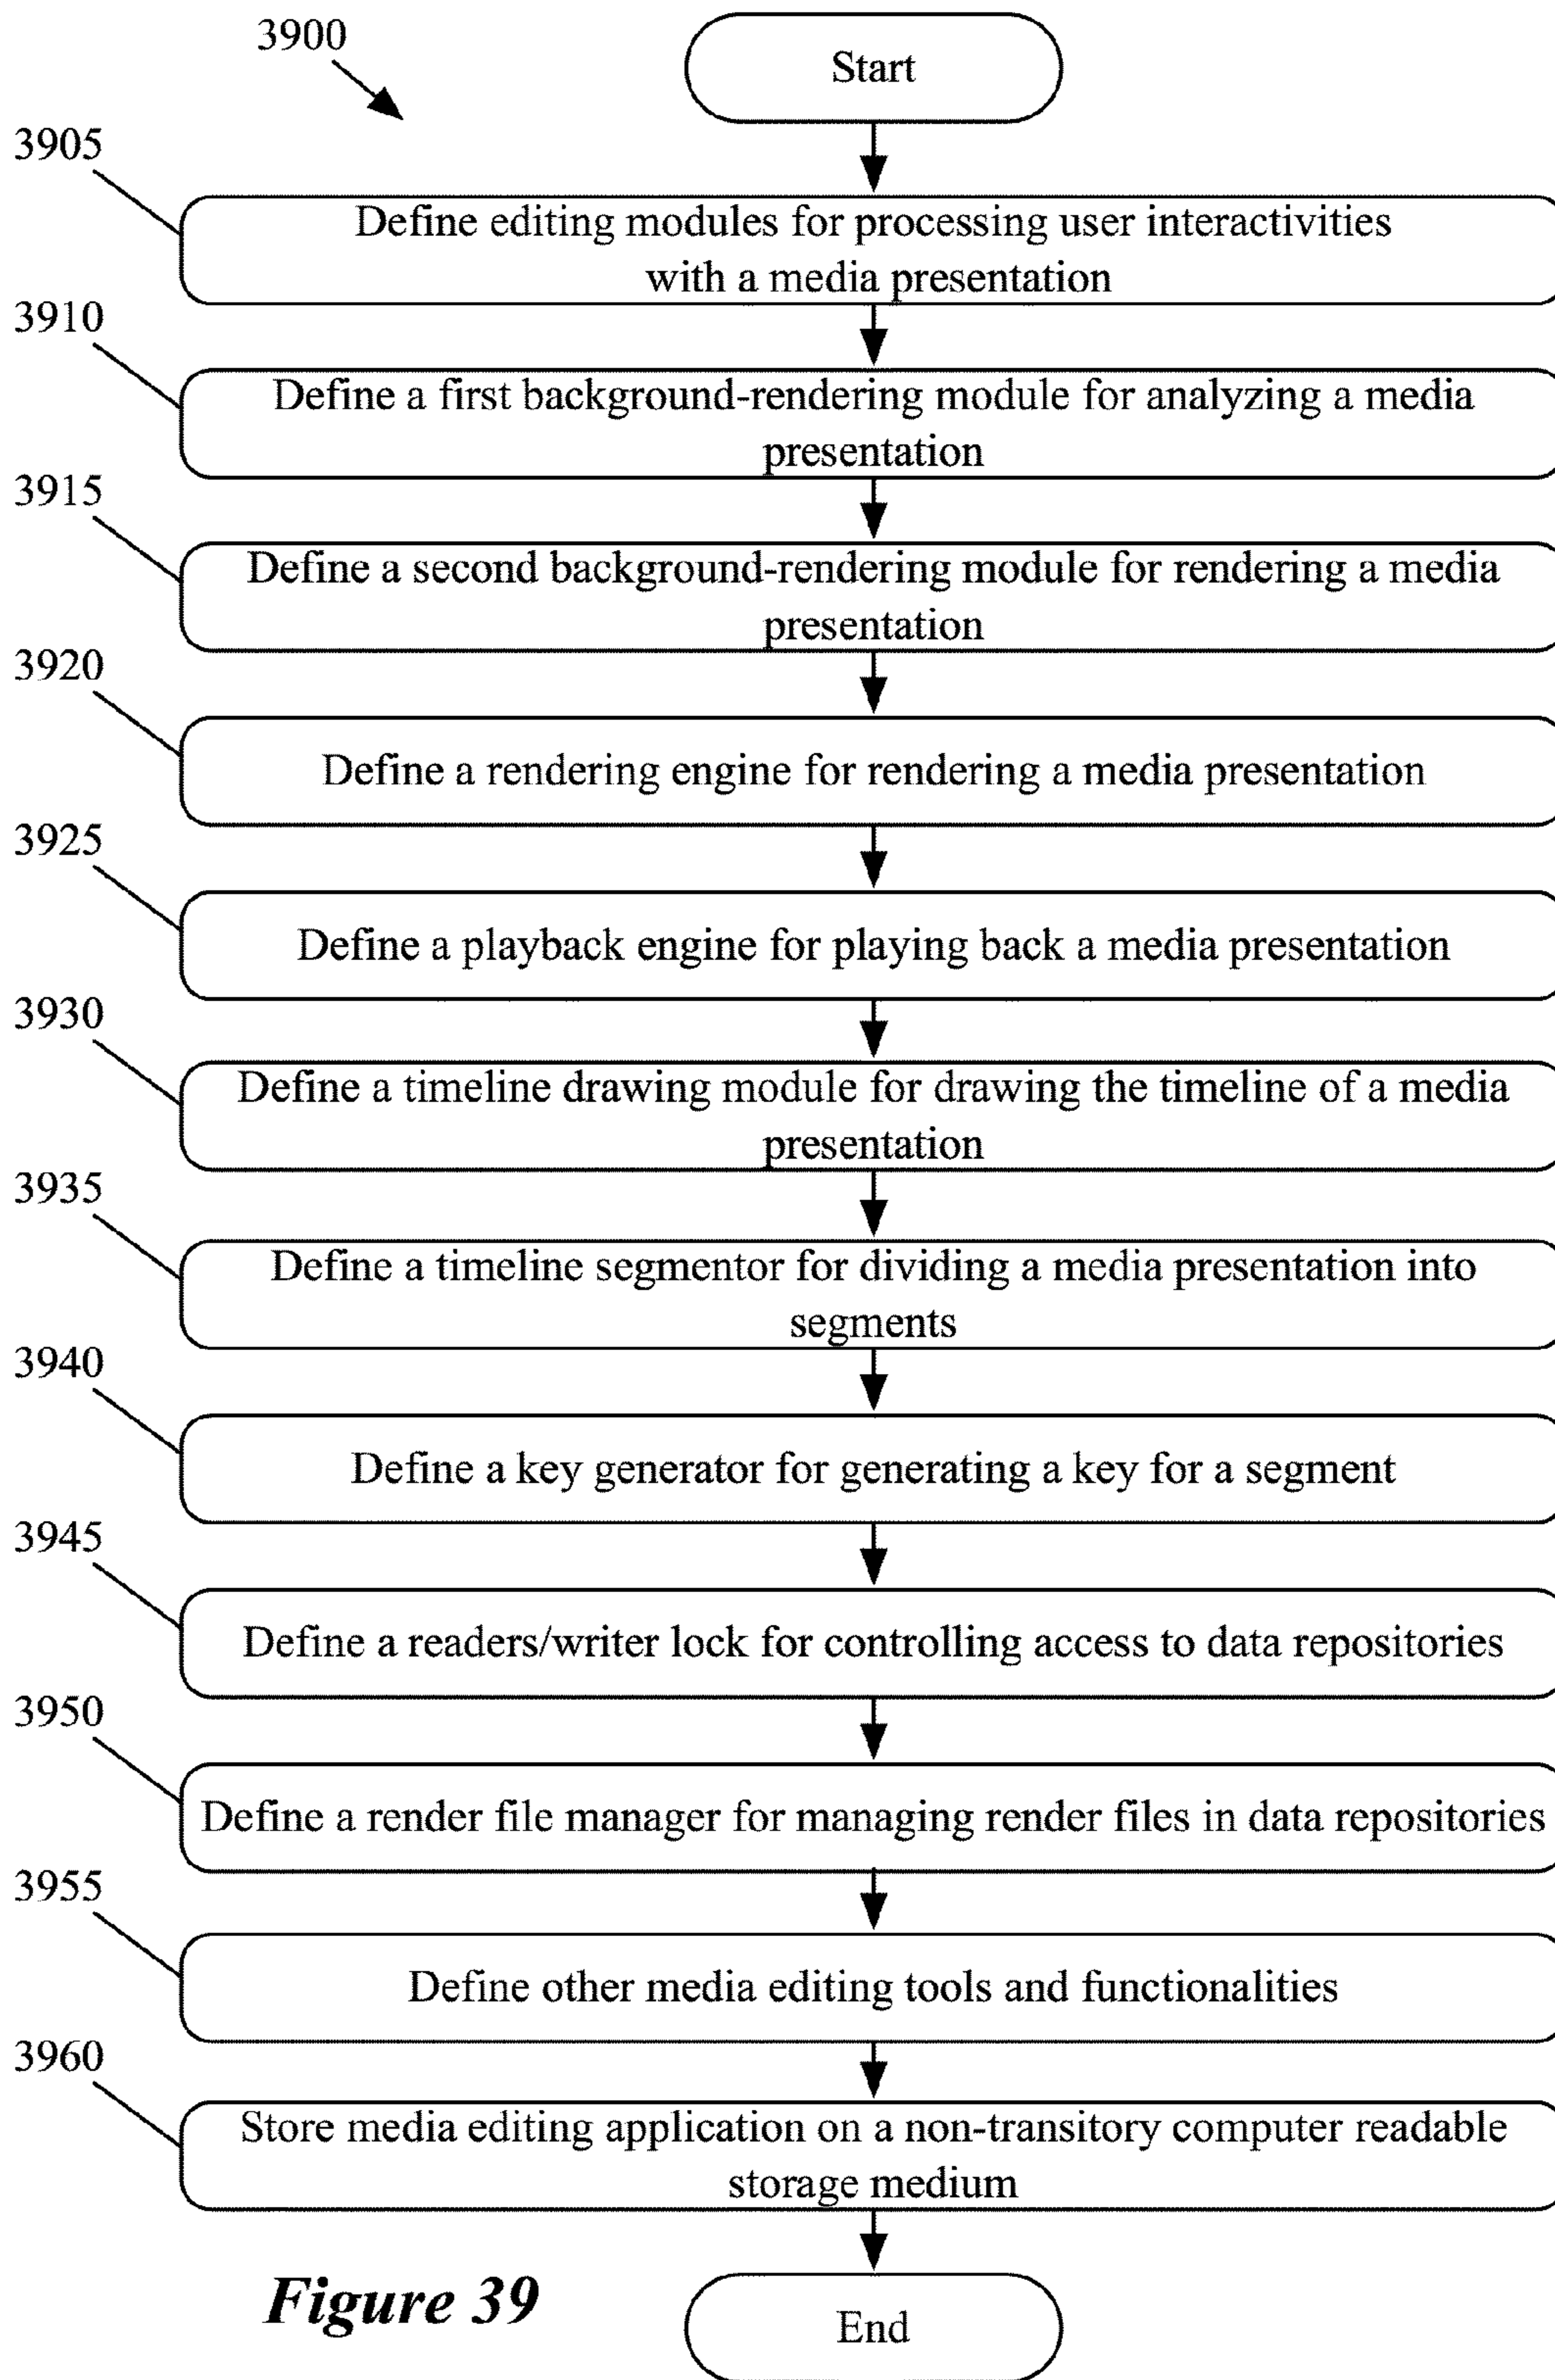 3900
Start
3905
Define editing modules for processing user interactivities
with a media presentation
3910
Define a first background-rendering module for analyzing a media
presentation
3915
Define a second background-rendering module for rendering a media
presentation
3920
Define a rendering engine for rendering a media presentation
3925
Define a playback engine for playing back a media presentation
3930
Define a timeline drawing module for drawing the timeline of a media
presentation
3935
Define a timeline segmentor for dividing a media presentation into
segments
3940
Define a key generator for generating a key for a segment
3945
Define a readers/writer lock for controlling access to data repositories
3950
Define a render file manager for managing render files in data repositories
3955
Define other media editing tools and functionalities
3960
Store media editing application on a non-transitory computer readable
storage medium
Figure 39
End